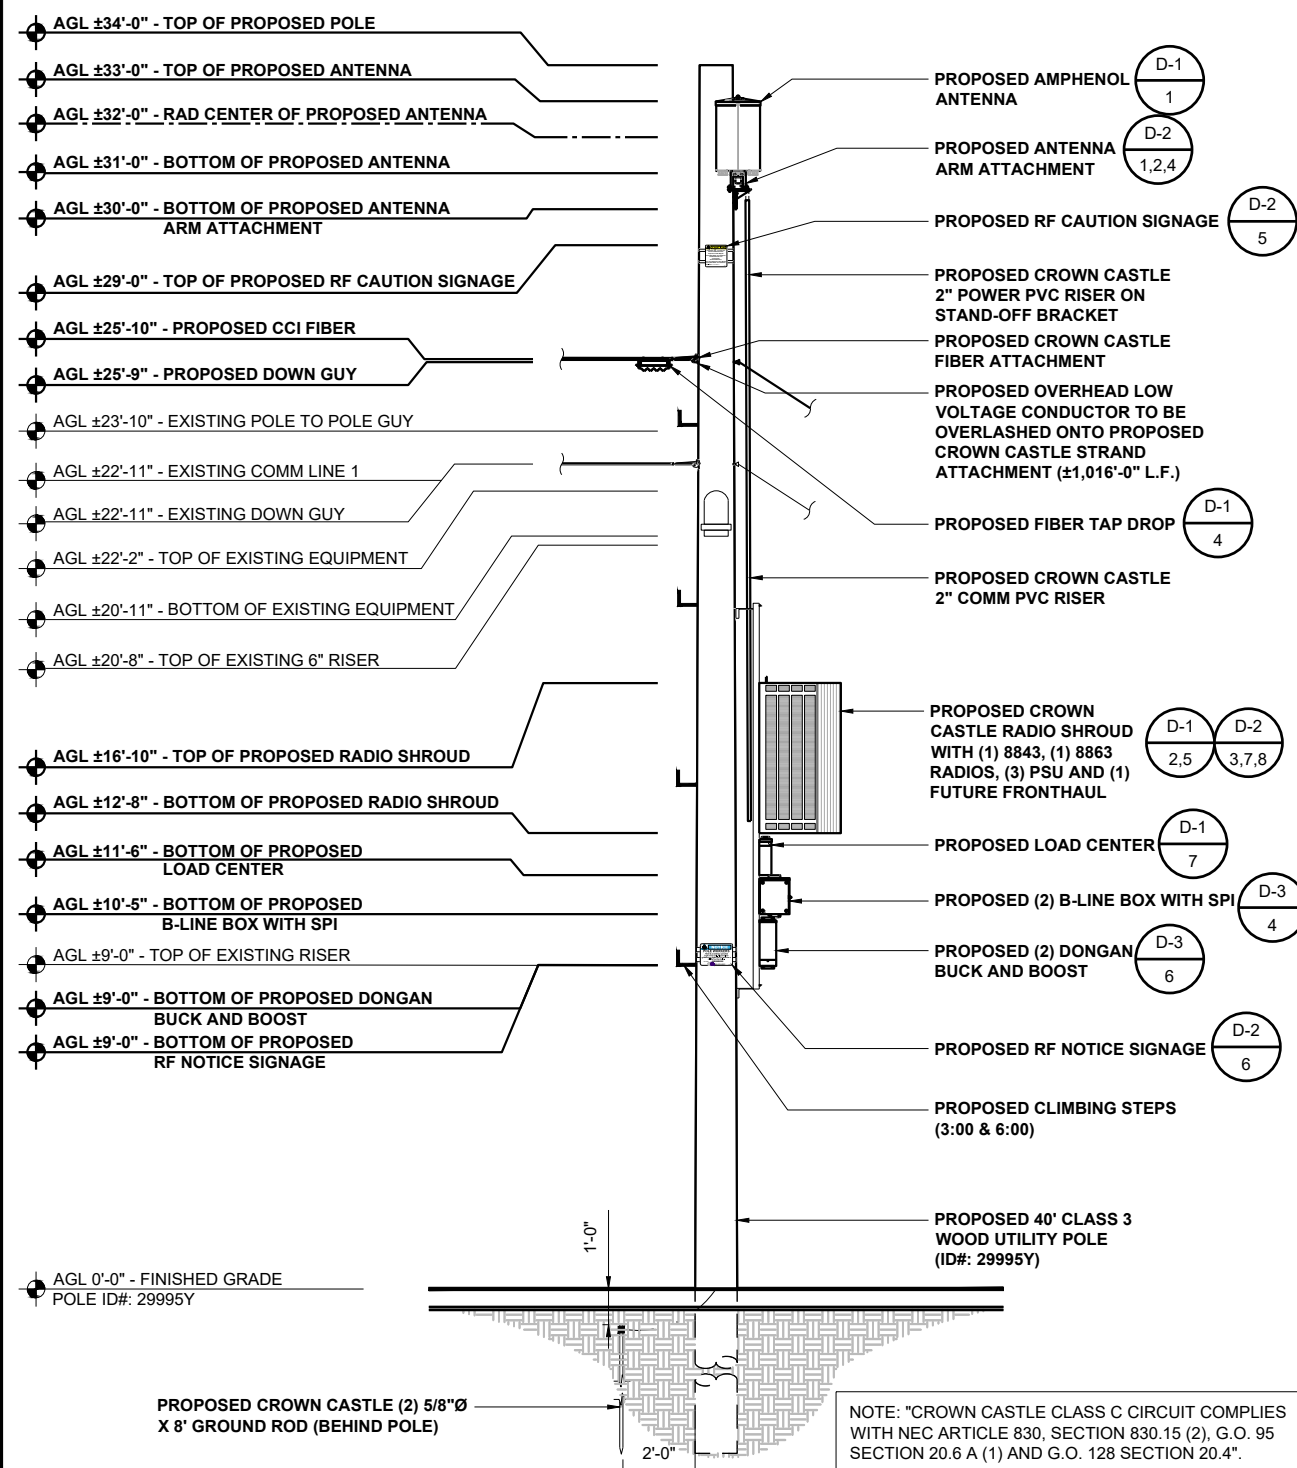 AGL ±34'-0" - TOP OF PROPOSED POLE
AGL ±33'-0" - TOP OF PROPOSED ANTENNA
AGL ±32'-0" - RAD CENTER OF PROPOSED ANTENNA
AGL ±31'-0" - BOTTOM OF PROPOSED ANTENNA
AGL ±30'-0" - BOTTOM OF PROPOSED ANTENNA
ARM ATTACHMENT
AGL ±29'-0" - TOP OF PROPOSED RF CAUTION SIGNAGE
AGL ±25'-10" - PROPOSED CCI FIBER
AGL ±25'-9" - PROPOSED DOWN GUY
AGL ±23'-10" - EXISTING POLE TO POLE GUY
AGL ±22'-11" - EXISTING COMM LINE 1
AGL ±22'-11" - EXISTING DOWN GUY
AGL ±22'-2" - TOP OF EXISTING EQUIPMENT
AGL ±20'-11" - BOTTOM OF EXISTING EQUIPMENT
AGL ±20'-8" - TOP OF EXISTING 6" RISER
AGL ±16'-10" - TOP OF PROPOSED RADIO SHROUD
AGL ±12'-8" - BOTTOM OF PROPOSED RADIO SHROUD
AGL ±11'-6" - BOTTOM OF PROPOSED
LOAD CENTER
AGL ±10'-5" - BOTTOM OF PROPOSED
B-LINE BOX WITH SPI
AGL ±9'-0" - TOP OF EXISTING RISER
AGL ±9'-0" - BOTTOM OF PROPOSED DONGAN
BUCK AND BOOST
AGL ±9'-0" - BOTTOM OF PROPOSED
RF NOTICE SIGNAGE
AGL 0'-0" - FINISHED GRADE
POLE ID#: 29995Y
PROPOSED AMPHENOL
ANTENNA
D-1
1
PROPOSED ANTENNA
ARM ATTACHMENT
D-2
1,2,4
PROPOSED RF CAUTION SIGNAGE
D-2
5
PROPOSED CROWN CASTLE
2" POWER PVC RISER ON
STAND-OFF BRACKET
PROPOSED CROWN CASTLE
FIBER ATTACHMENT
PROPOSED OVERHEAD LOW
VOLTAGE CONDUCTOR TO BE
OVERLASHED ONTO PROPOSED
CROWN CASTLE STRAND
ATTACHMENT (±1,016'-0" L.F.)
PROPOSED FIBER TAP DROP
D-1
4
PROPOSED CROWN CASTLE
2" COMM PVC RISER
PROPOSED CROWN
CASTLE RADIO SHROUD
WITH (1) 8843, (1) 8863
RADIOS, (3) PSU AND (1)
FUTURE FRONTHAUL
D-1
2,5
D-2
3,7,8
PROPOSED LOAD CENTER
D-1
7
PROPOSED (2) B-LINE BOX WITH SPI
D-3
4
PROPOSED (2) DONGAN
BUCK AND BOOST
D-3
6
PROPOSED RF NOTICE SIGNAGE
D-2
6
PROPOSED CLIMBING STEPS
(3:00 & 6:00)
PROPOSED 40' CLASS 3
WOOD UTILITY POLE
(ID#: 29995Y)
1'-0"
PROPOSED CROWN CASTLE (2) 5/8"Ø
X 8' GROUND ROD (BEHIND POLE)
2'-0"
NOTE: "CROWN CASTLE CLASS C CIRCUIT COMPLIES
WITH NEC ARTICLE 830, SECTION 830.15 (2), G.O. 95
SECTION 20.6 A (1) AND G.O. 128 SECTION 20.4".